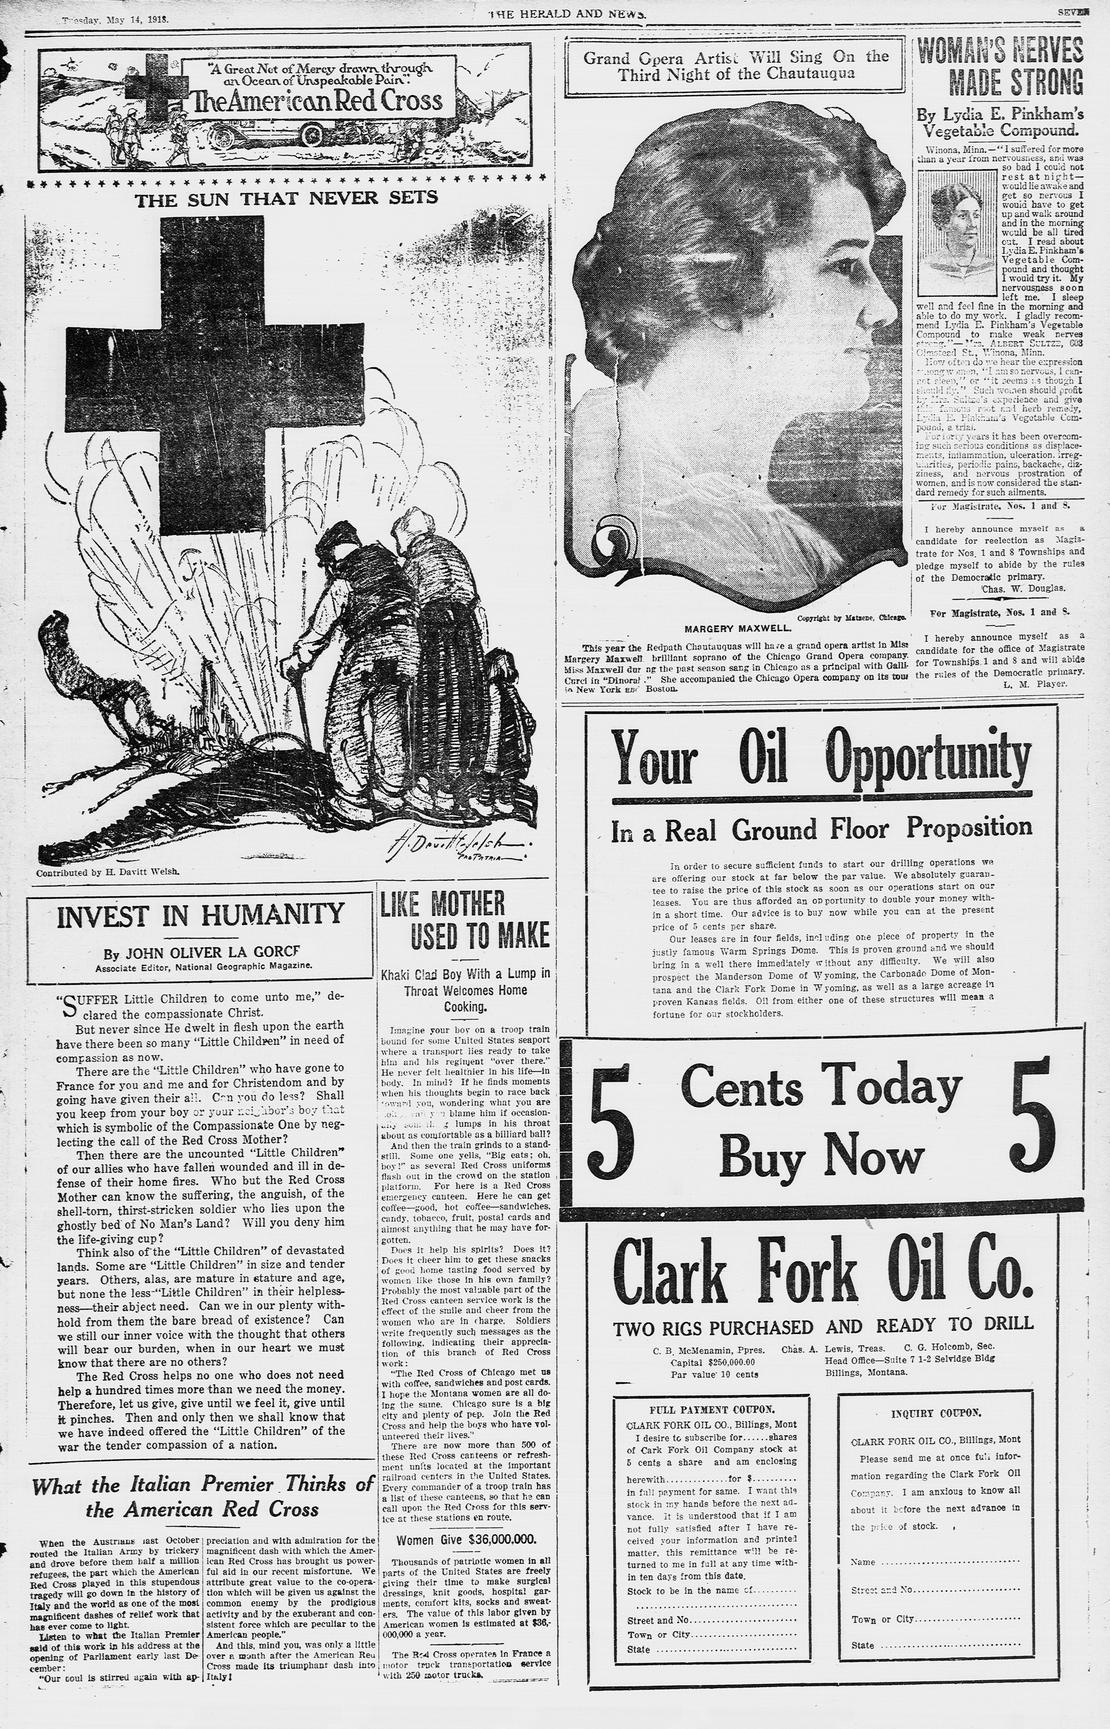 Tuesday, May 14, 1918.
THE HERALD AND NEWS.
SEVEN
"A Great Net of Mercy drawn through
an Ocean of Unspeakable Pain".
The American Red Cross
THE SUN THAT NEVER SETS
H. Davitt Welsh
PRO PATRIA
Contributed by H. Davitt Welsh.
INVEST IN HUMANITY
By JOHN OLIVER LA GORCE
Associate Editor, National Geographic Magazine.
"SUFFER Little Children to come unto me," de-
clared the compassionate Christ.
But never since He dwelt in flesh upon the earth
have there been so many "Little Children" in need of
compassion as now.
There are the "Little Children" who have gone to
France for you and me and for Christendom and by
going have given their all. Can you do less? Shall
you keep from your boy or your neighbor's boy that
which is symbolic of the Compassionate One by neg-
lecting the call of the Red Cross Mother?
Then there are the uncounted "Little Children"
of our allies who have fallen wounded and ill in de-
fense of their home fires. Who but the Red Cross
Mother can know the suffering, the anguish, of the
shell-torn, thirst-stricken soldier who lies upon the
ghostly bed of No Man's Land? Will you deny him
the life-giving cup?
Think also of the "Little Children" of devastated
lands. Some are "Little Children" in size and tender
years. Others, alas, are mature in stature and age,
but none the less "Little Children" in their helpless-
ness—their abject need. Can we in our plenty with-
hold from them the bare bread of existence? Can
we still our inner voice with the thought that others
will bear our burden, when in our heart we must
know that there are no others?
The Red Cross helps no one who does not need
help a hundred times more than we need the money.
Therefore, let us give, give until we feel it, give until
it pinches. Then and only then we shall know that
we have indeed offered the "Little Children" of the
war the tender compassion of a nation.
What the Italian Premier Thinks of
the American Red Cross
When the Austrians last October
routed the Italian Army by trickery
and drove before them half a million
refugees, the part which the American
Red Cross played in this stupendous
tragedy will go down in the history of
Italy and the world as one of the most
magnificent dashes of relief work that
has ever come to light.
Listen to what the Italian Premier
said of this work in his address at the
opening of Parliament early last De-
cember:
"Our soul is stirred again with ap-
preciation and with admiration for the
magnificent dash with which the Amer-
ican Red Cross has brought us power-
ful aid in our recent misfortune. We
attribute great value to the co-opera-
tion which will be given us against the
common enemy by the prodigious
activity and by the exuberant and con-
sistent force which are peculiar to the
American people."
And this, mind you, was only a little
over a month after the American Red
Cross made its triumphant dash into
Italy!
LIKE MOTHER
USED TO MAKE
Khaki Clad Boy With a Lump in
Throat Welcomes Home
Cooking.
Imagine your boy on a troop train
bound for some United States seaport
where a transport lies ready to take
him and his regiment "over there."
He never felt healthier in his life—in
body. In mind? If he finds moments
when his thoughts begin to race back
toward you, wondering what you are
you blame him if occasion-
lumps in his throat
about as comfortable as a billiard ball?
And then the train grinds to a stand-
still. Some one yells, "Big eats; oh,
boy!" as several Red Cross uniforms
flash out in the crowd on the station
platform. For here is a Red Cross
emergency canteen. Here he can get
coffee—good, hot coffee—sandwiches,
candy, tobacco, fruit, postal cards and
almost anything that he may have for-
gotten.
Does it help his spirits? Does it?
Does it cheer him to get these snacks
of good home tasting food served by
women like those in his own family?
Probably the most valuable part of the
Red Cross canteen service work is the
effect of the smile and cheer from the
women who are in charge. Soldiers
write frequently such messages as the
following, indicating their apprecia-
tion of this branch of Red Cross
work:
"The Red Cross of Chicago met us
with coffee, sandwiches and post cards.
I hope the Montana women are all do-
ing the same. Chicago sure is a big
city and plenty of pep. Join the Red
Cross and help the boys who have vol-
unteered their lives."
There are now more than 500 of
these Red Cross canteens or refresh-
ment units located at the important
railroad centers in the United States.
Every commander of a troop train has
a list of these canteens, so that he can
call upon the Red Cross for this serv-
ice at these stations en route.
Women Give $36,000,000.
Thousands of patriotic women in all
parts of the United States are freely
giving their time to make surgical
dressings, hospital goods, hospital gar-
ments, comfort kits, socks and sweat-
ers. The value of this labor given by
American women is estimated at $36,-
000,000 a year.
The Red Cross operates in France a
motor truck transportation service
with 250 motor trucks.
Grand Opera Artist Will Sing On the
Third Night of the Chautauqua
Copyright by Matzene, Chicago.
MARGERY MAXWELL.
This year the Redpath Chautauquas will have a grand opera artist in Miss
Margery Maxwell, brilliant soprano of the Chicago Grand Opera company.
Miss Maxwell during the past season sang in Chicago as a principal with Galli-
Curci in "Dinorah." She accompanied the Chicago Opera company on its tour
to New York and Boston.
WOMAN'S NERVES
MADE STRONG
By Lydia E. Pinkham's
Vegetable Compound.
Winona, Minn.—"I suffered for more
than a year from nervousness, and was
so bad I could not
rest at night—
would lie awake and
get so nervous I
would have to get
up and walk around
and in the morning
would be all tired
out. I read about
Lydia E. Pinkham's
Vegetable Com-
pound and thought
I would try it. My
nervousness soon
left me. I sleep
well and feel fine in the morning and
able to do my work. I gladly recom-
mend Lydia E. Pinkham's Vegetable
Compound to make weak nerves
strong."—Mrs. ALBERT SULTZE, 603
Olmstead St., Winona, Minn.
How often do we hear the expression
among women, "I am so nervous, I can-
not sleep," or "it seems as though I
should fly." Such women should profit
by Mrs. Sultze's experience and give
this famous root and herb remedy,
Lydia E. Pinkham's Vegetable Com-
pound, a trial.
For forty years it has been overcom-
ing such serious conditions as displace-
ments, inflammation, ulceration, irreg-
ularities, periodic pains, backache, diz-
ziness, and nervous prostration of
women, and is now considered the stan-
dard remedy for such ailments.
For Magistrate, Nos. 1 and 8.
I hereby announce myself as a
candidate for reelection as Magis-
trate for Nos. 1 and 8 Townships and
pledge myself to abide by the rules
of the Democratic primary.
Chas. W. Douglas.
For Magistrate, Nos. 1 and 8.
I hereby announce myself as a
candidate for the office of Magistrate
for Townships 1 and 8 and will abide
the rules of the Democratic primary.
L. M. Player.
Your Oil Opportunity
In a Real Ground Floor Proposition
In order to secure sufficient funds to start our drilling operations we
are offering our stock at far below the par value. We absolutely guaran-
tee to raise the price of this stock as soon as our operations start on our
leases. You are thus afforded an opportunity to double your money with-
in a short time. Our advice is to buy now while you can at the present
price of 5 cents per share.
Our leases are in four fields, including one piece of property in the
justly famous Warm Springs Dome. This is proven ground and we should
bring in a well there immediately without any difficulty. We will also
prospect the Manderson Dome of Wyoming, the Carbonade Dome of Mon-
tana and the Clark Fork Dome in Wyoming, as well as a large acreage in
proven Kansas fields. Oil from either one of these structures will mean a
fortune for our stockholders.
5 Cents Today 5
Buy Now
Clark Fork Oil Co.
TWO RIGS PURCHASED AND READY TO DRILL
C. B. McMenamin, Ppres. Chas. A. Lewis, Treas. C. G. Holcomb, Sec.
Capital $250,000.00 Head Office—Suite 7 1-2 Selvidge Bldg
Par value 10 cents Billings, Montana.
FULL PAYMENT COUPON.
CLARK FORK OIL CO., Billings, Mont
I desire to subscribe for......shares
of Cark Fork Oil Company stock at
5 cents a share and am enclosing
herewith..............for $..........
in full payment for same. I want this
stock in my hands before the next ad-
vance. It is understood that if I am
not fully satisfied after I have re-
ceived your information and printed
matter, this remittance will be re-
turned to me in full at any time with-
in ten days from this date.
Stock to be in the name of..........
Street and No.......................
Town or City........................
State ..............................
INQUIRY COUPON.
CLARK FORK OIL CO., Billings, Mont
Please send me at once full infor-
mation regarding the Clark Fork Oil
Company. I am anxious to know all
about it before the next advance in
the price of stock.
Name ..............................
Street and No......................
Town or City.......................
State .............................